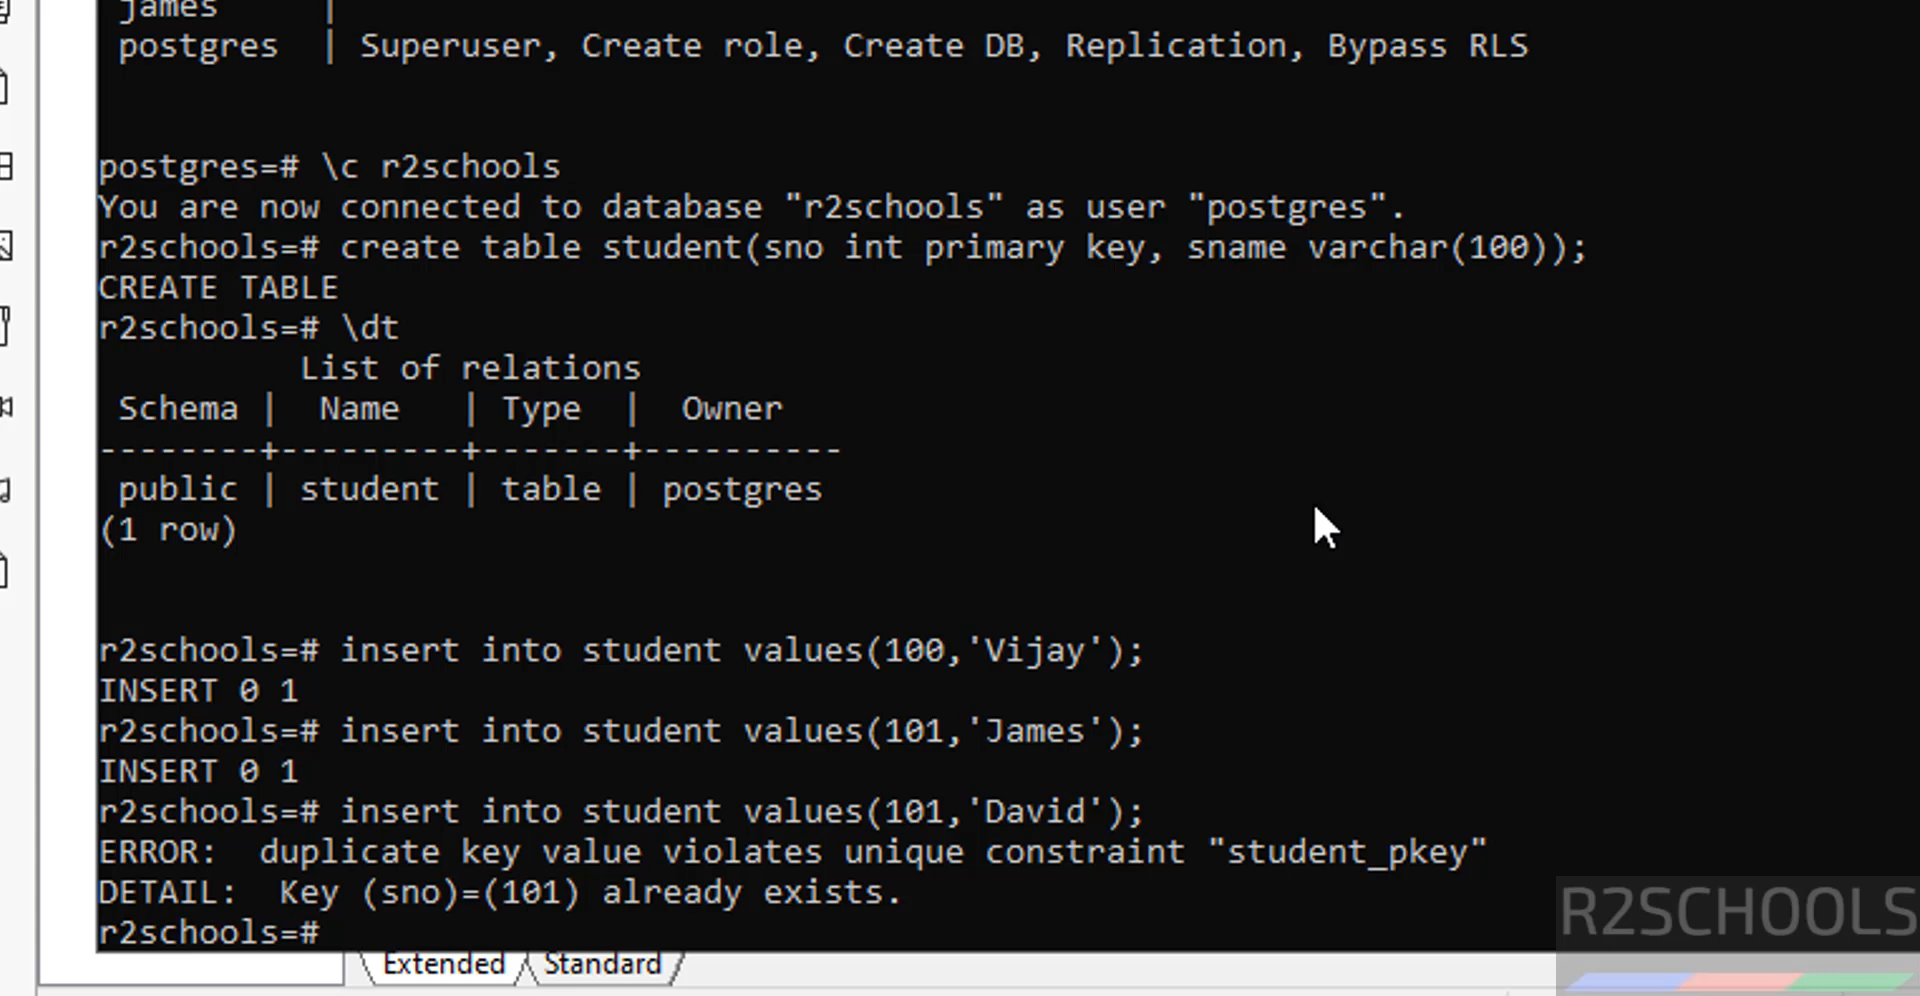 james |
postgres | Superuser, Create role, Create DB, Replication, Bypass RLS
postgres=# \c r2schools
You are now connected to database "r2schools" as user "postgres".
r2schools=# create table student(sno int primary key, sname varchar(100));
CREATE TABLE
r2schools=# \dt
List of relations
Schema | Name | Type | Owner
--------+---------+-------+----------
public | student | table | postgres
(1 row)
r2schools=# insert into student values(100,'Vijay');
INSERT 0 1
r2schools=# insert into student values(101,'James');
INSERT 0 1
r2schools=# insert into student values(101,'David');
ERROR:  duplicate key value violates unique constraint "student_pkey"
DETAIL:  Key (sno)=(101) already exists.
r2schools=#
R2SCHOOLS
Extended Standard